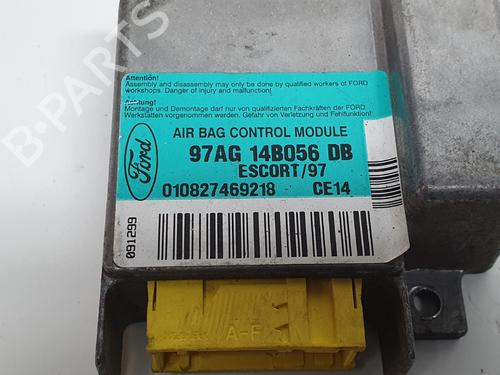 Attention!
Assembly and disassembly may only be done by qualified workers of FORD
workshops. Danger of injury and malfunction!
Achtung!
Montage und Demontage darf nur von qualifizierten Fachkräften der FORD
Werkstätten vorgenommen werden. Gefahr von Verletzung und Fehlfunktion!
Ford
AIR BAG CONTROL MODULE
97AG 14B056 DB
ESCORT/97
010827469218 CE14
091299
A-F
PARTS